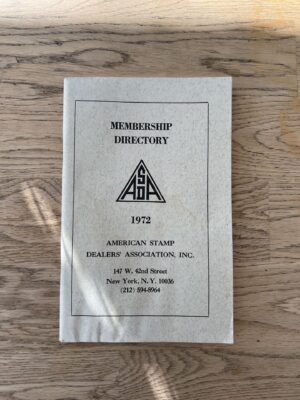 MEMBERSHIP
DIRECTORY
ASDA
1972
AMERICAN STAMP
DEALERS' ASSOCIATION, INC.
147 W. 42nd Street
New York, N. Y. 10036
(212) 594-8964